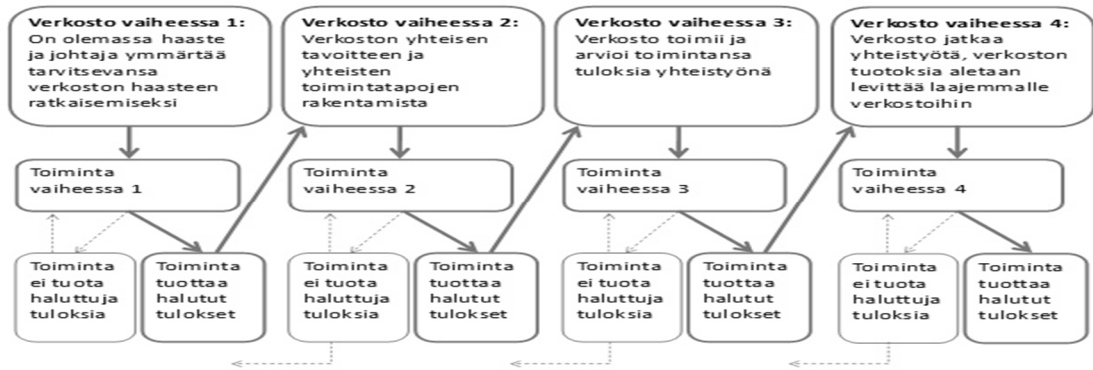 Verkosto vaiheessa 1:
On olemassa haaste
ja johtaja ymmärtää
tarvitsevansa
verkoston haasteen
ratkaisemiseksi
Verkosto vaiheessa 2:
Verkoston yhteisen
tavoitteen ja
yhteisten
toimintatapojen
rakentamista
Verkosto vaiheessa 3:
Verkosto toimii ja
arvioi toimintansa
tuloksia yhteistyönä
Verkosto vaiheessa 4:
Verkosto jatkaa
yhteistyötä, verkoston
tuotoksia aletaan
levittää laajemmalle
verkostoihin
Toiminta
vaiheessa 1
Toiminta
vaiheessa 2
Toiminta
vaiheessa 3
Toiminta
vaiheessa 4
Toiminta
ei tuota
haluttuja
tuloksia
Toiminta
tuottaa
halutut
tulokset
Toiminta
ei tuota
haluttuja
tuloksia
Toiminta
tuottaa
halutut
tulokset
Toiminta
ei tuota
haluttuja
tuloksia
Toiminta
tuottaa
halutut
tulokset
Toiminta
ei tuota
haluttuja
tuloksia
Toiminta
tuottaa
halutut
tulokset